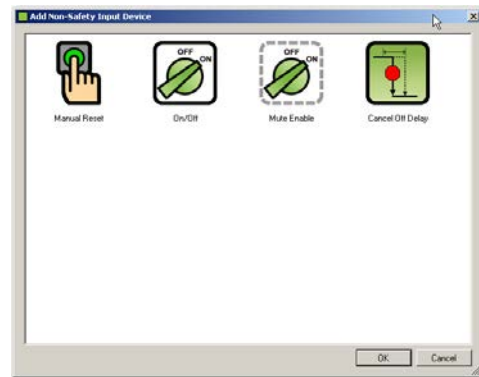 Add Non-Safety Input Device
OFF
ON
OFF
ON
Manual Reset
On/Off
Mute Enable
Cancel Off Delay
OK
Cancel